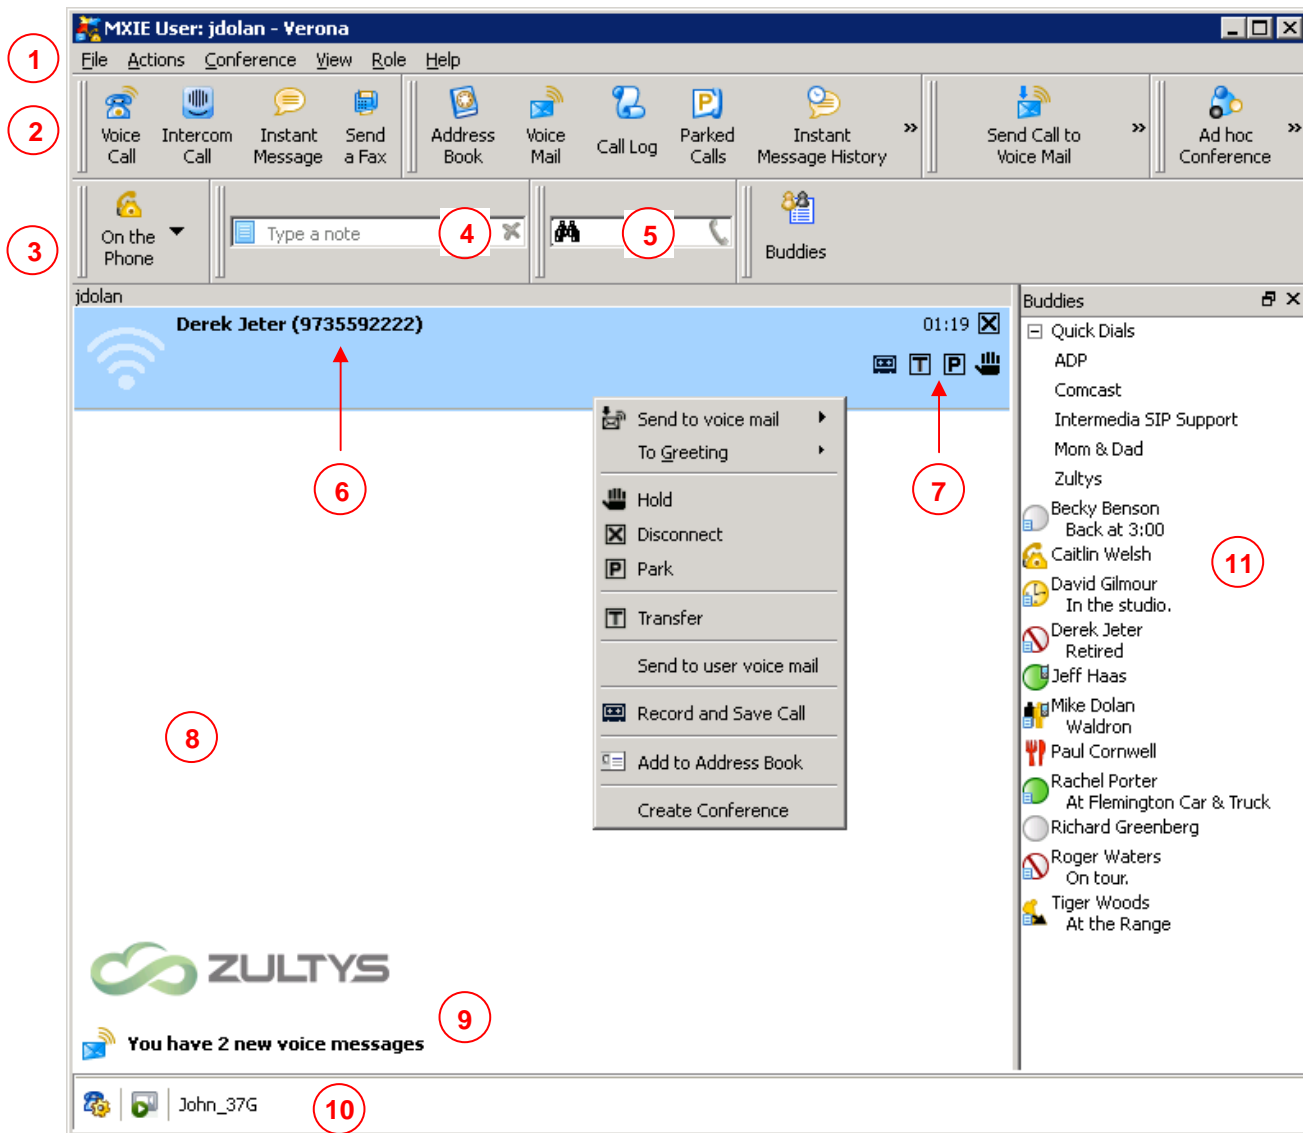 MXIE User: jdolan - Verona
1
File Actions Conference View Role Help
2
Voice Call
Intercom Call
Instant Message
Send a Fax
Address Book
Voice Mail
Call Log
Parked Calls
Instant Message History
»
Send Call to Voice Mail
»
Ad hoc Conference
»
3
On the Phone
Type a note
4
5
Buddies
jdolan
Derek Jeter (9735592222)
01:19
T P
6
7
Send to voice mail
To Greeting
Hold
Disconnect
P Park
T Transfer
Send to user voice mail
Record and Save Call
Add to Address Book
Create Conference
8
ZULTYS
9
You have 2 new voice messages
John_37G
10
Buddies
Quick Dials
ADP
Comcast
Intermedia SIP Support
Mom & Dad
Zultys
Becky Benson
Back at 3:00
Caitlin Welsh
11
David Gilmour
In the studio.
Derek Jeter
Retired
Jeff Haas
Mike Dolan
Waldron
Paul Cornwell
Rachel Porter
At Flemington Car & Truck
Richard Greenberg
Roger Waters
On tour.
Tiger Woods
At the Range